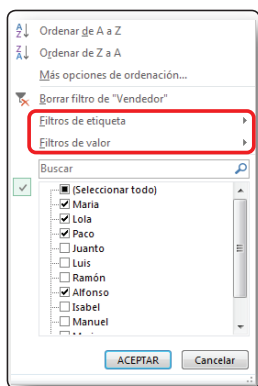 Ordenar de A a Z
Ordenar de Z a A
Más opciones de ordenación...
Borrar filtro de "Vendedor"
Filtros de etiqueta
Filtros de valor
Buscar
(Seleccionar todo)
Maria
Lola
Paco
Juanto
Luis
Ramón
Alfonso
Isabel
Manuel
ACEPTAR Cancelar